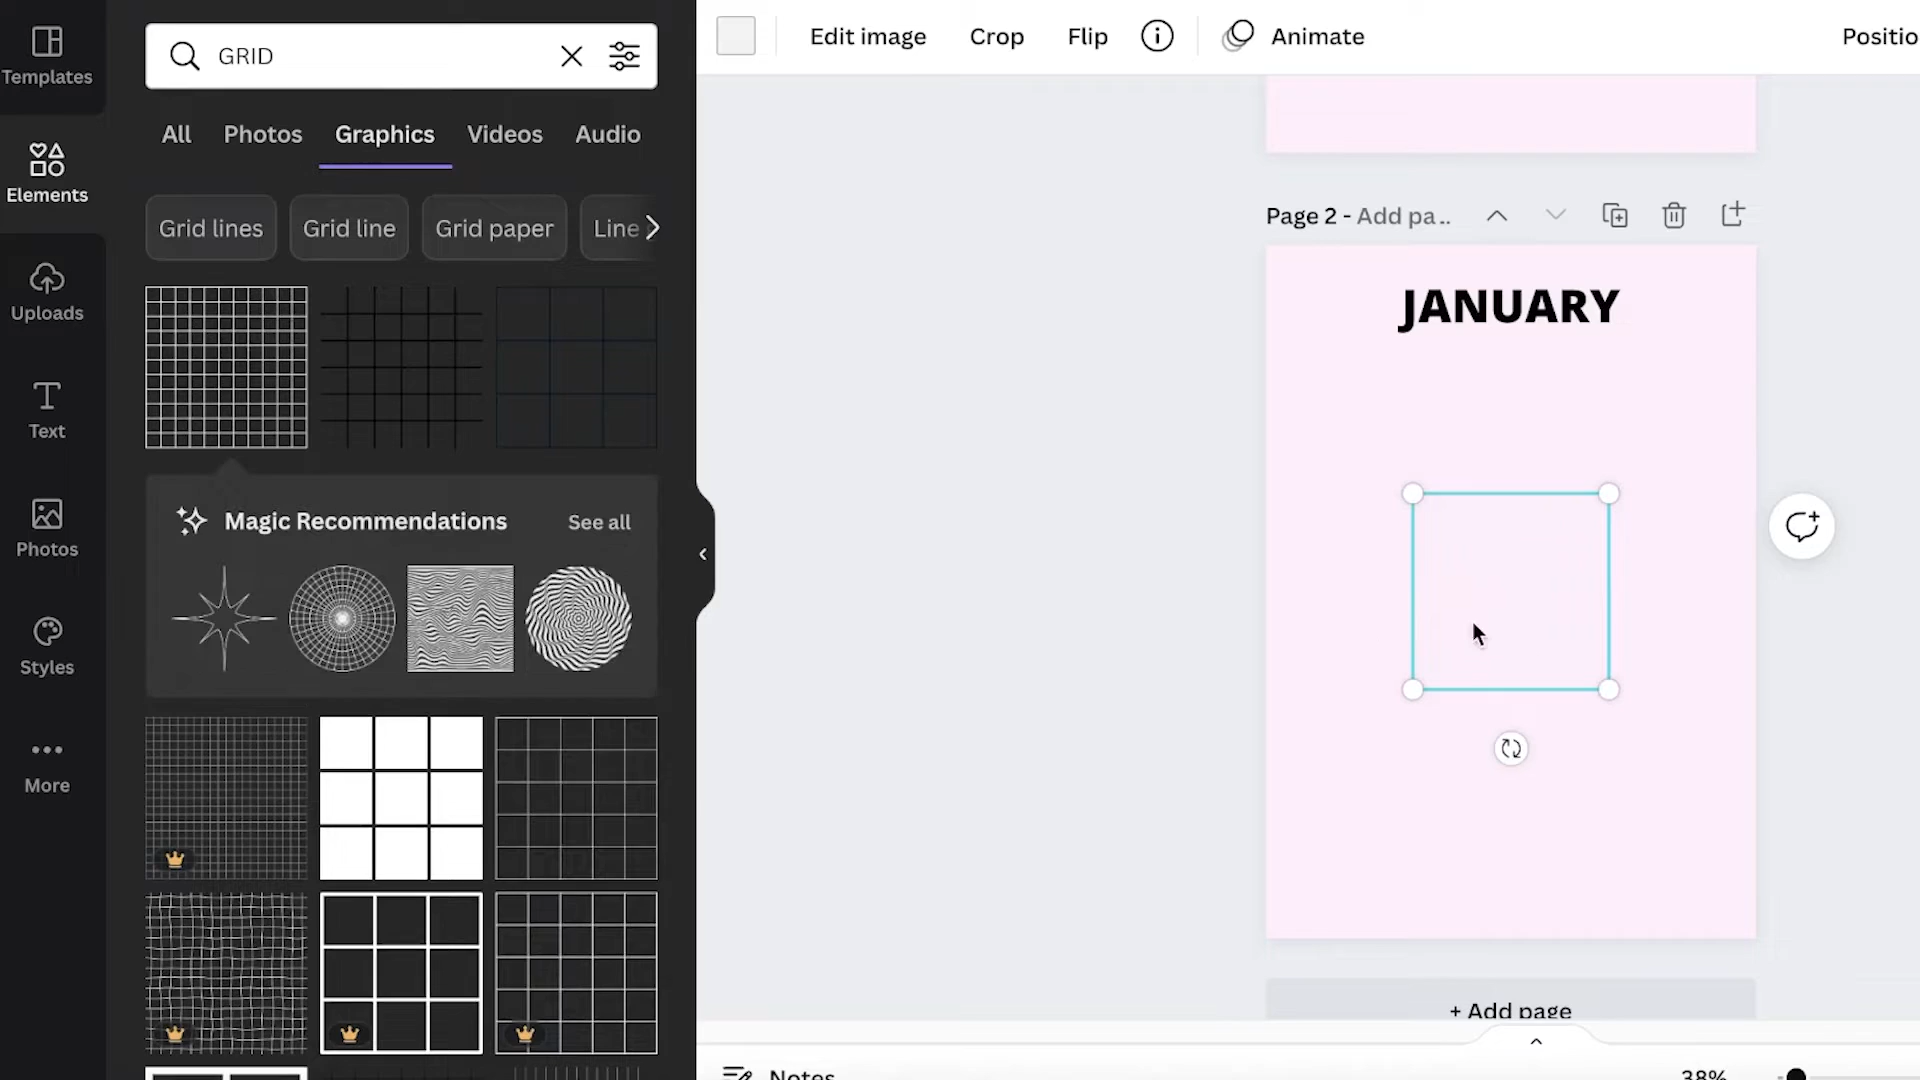 Templates
Elements
Uploads
Text
Photos
Styles
More
GRID
All Photos Graphics Videos Audio
Grid lines Grid line Grid paper Line
Magic Recommendations See all
Edit image Crop Flip Animate Positio
Page 2 - Add pa..
JANUARY
+ Add page
Notes 38%